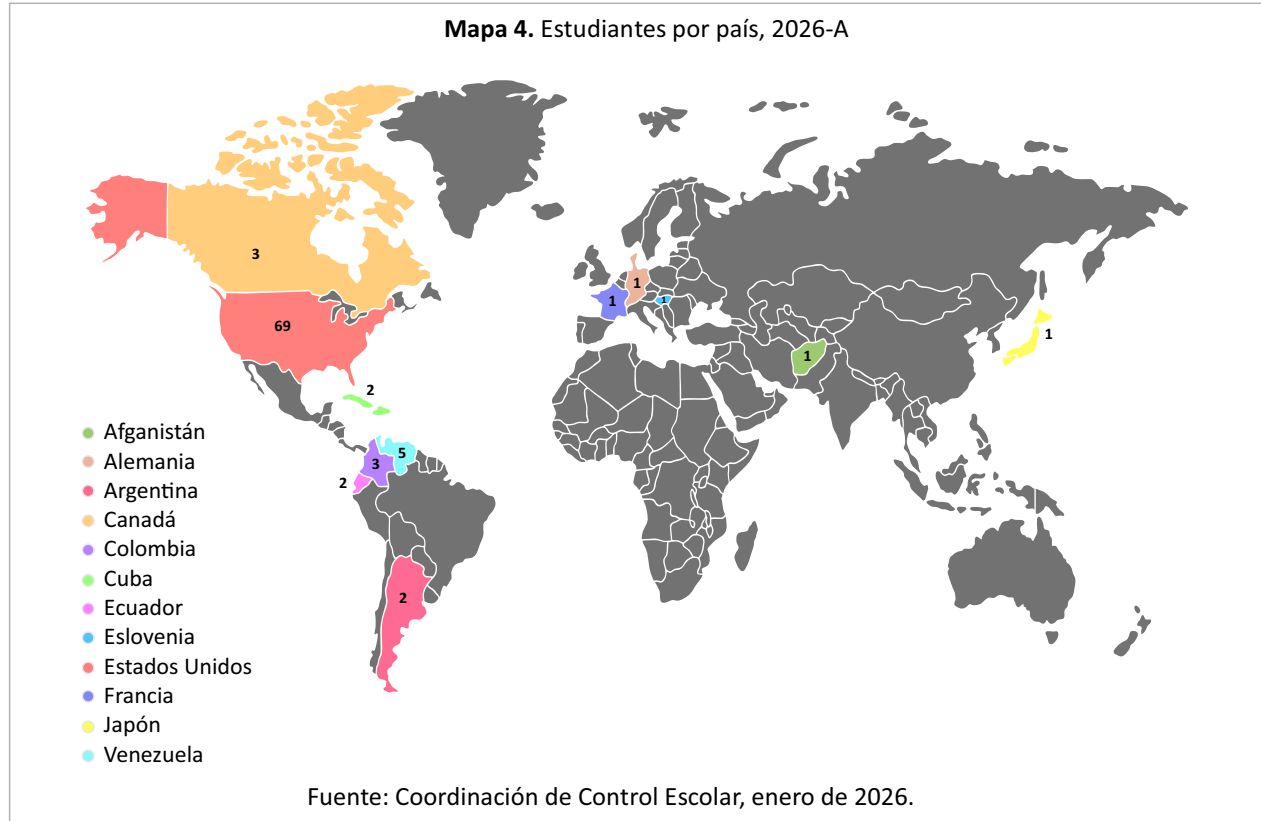 Mapa 4. Estudiantes por país, 2026-A
3
69
2
5
3
2
2
1
1
1
1
1
Afganistán
Alemania
Argentina
Canadá
Colombia
Cuba
Ecuador
Eslovenia
Estados Unidos
Francia
Japón
Venezuela
Fuente: Coordinación de Control Escolar, enero de 2026.